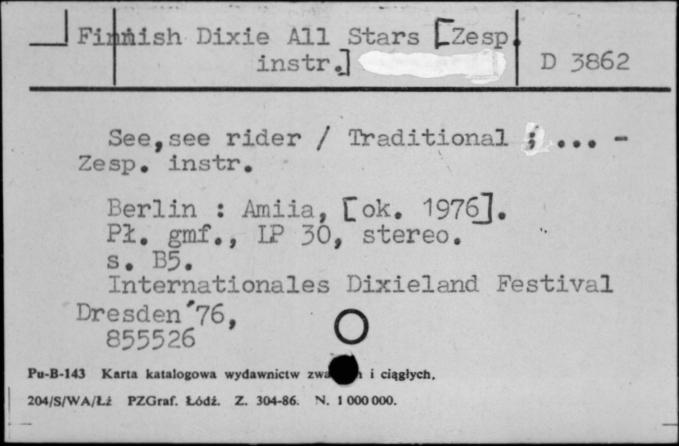 Finnish Dixie All Stars [Zesp.
instr.] D 3862
See, see rider / Traditional ; ... -
Zesp. instr.
Berlin : Amiia, [ok. 1976].
Pł. gmf., LP 30, stereo.
s. B5.
Internationales Dixieland Festival
Dresden '76,
855526
Pu-B-143 Karta katalogowa wydawnictw i ciągłych.
204/S/WA/Łż PZGraf. Łódź. Z. 304-86. N. 1 000 000.